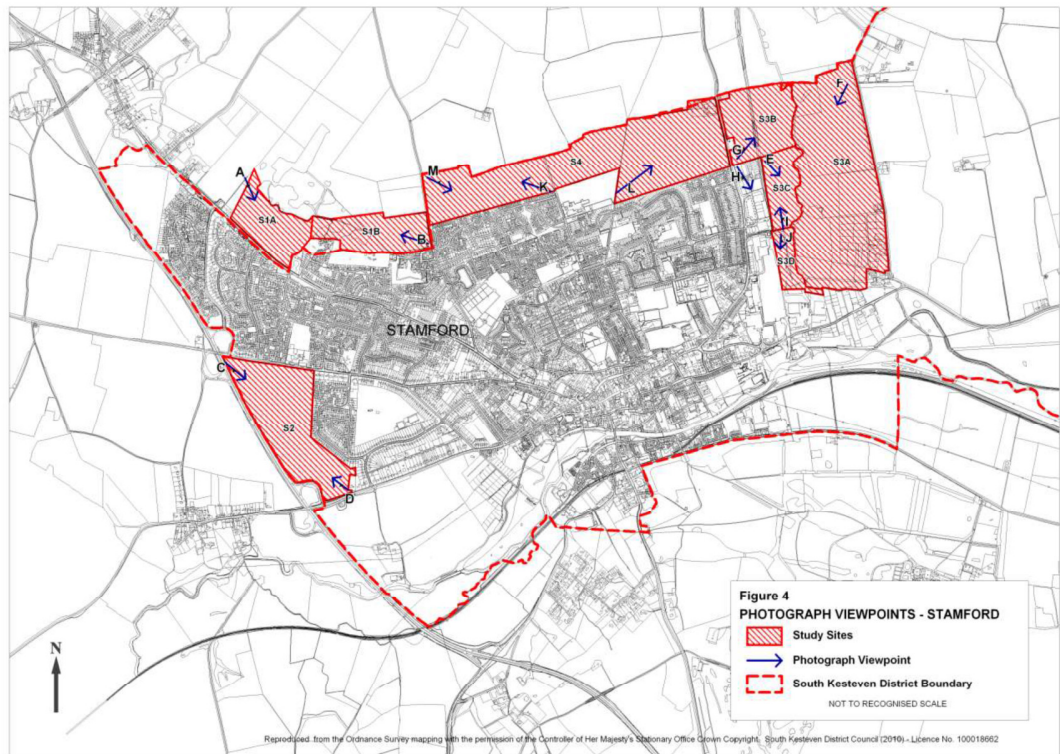 F
S3B
A
M
G
S4
E
H
K
L
S3A
S3C
S1A
I
S1B
B
J
S3D
STAMFORD
C
S2
D
Figure 4
PHOTOGRAPH VIEWPOINTS - STAMFORD
Study Sites
Photograph Viewpoint
South Kesteven District Boundary
NOT TO RECOGNISED SCALE
N
Reproduced from the Ordnance Survey mapping with the permission of the Controller of Her Majesty's Stationary Office Crown Copyright. South Kesteven District Council (2010) - Licence No. 100018662